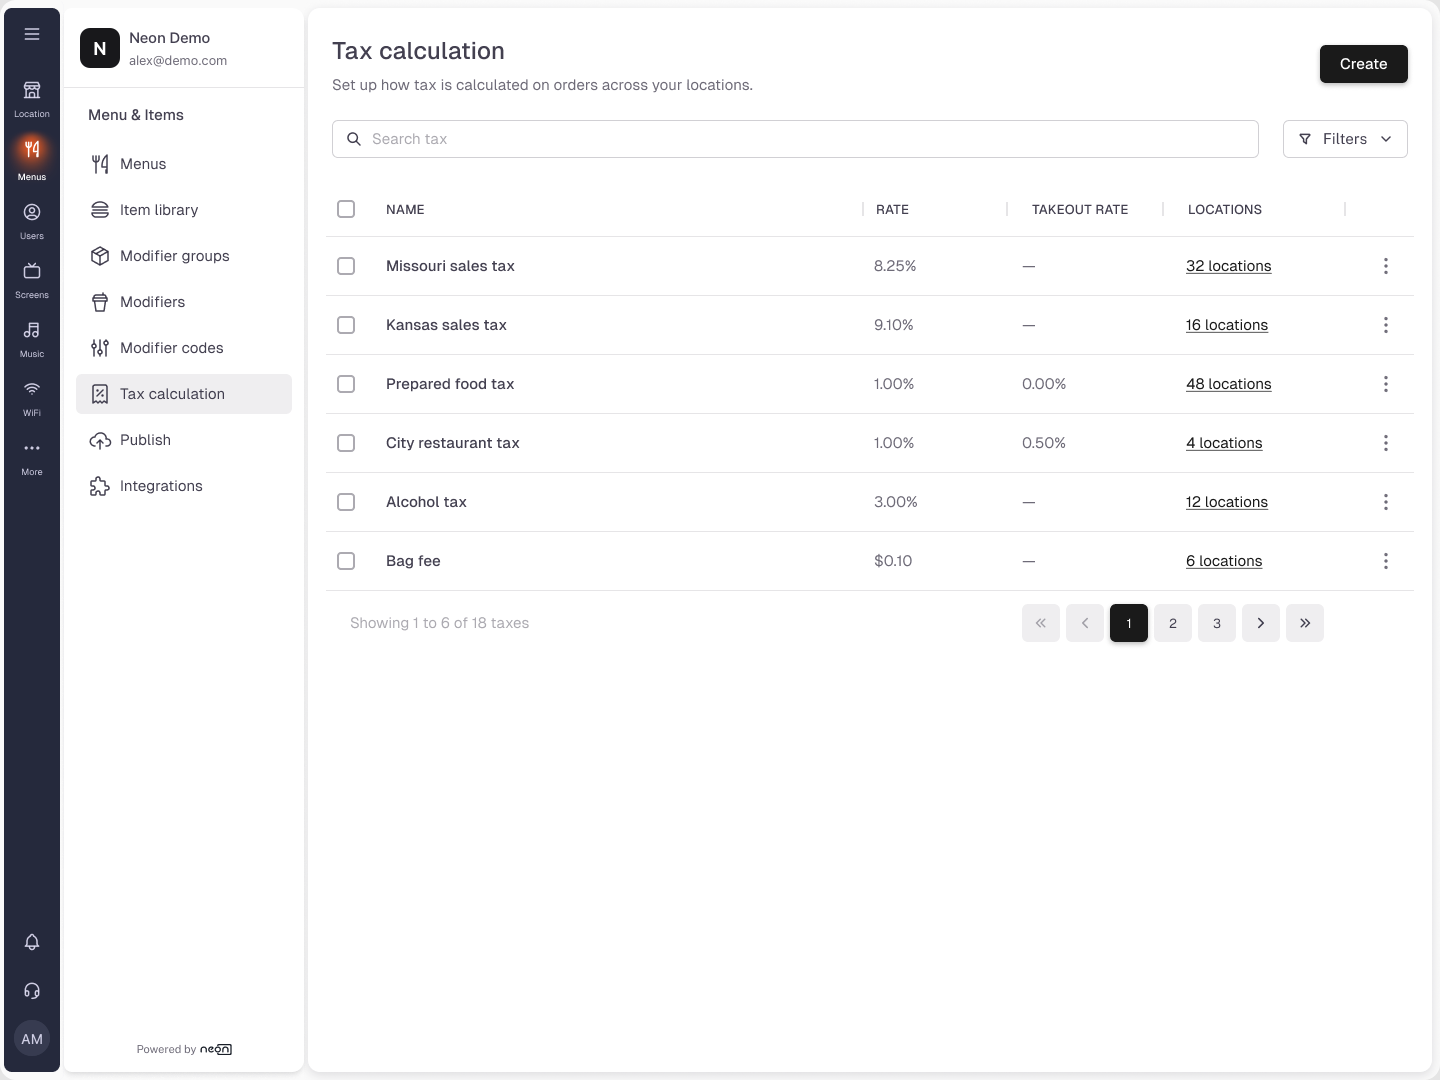 N
Neon Demo
alex@demo.com
Location
Menus
Users
Screens
Music
WiFi
More
AM
Menu & Items
Menus
Item library
Modifier groups
Modifiers
Modifier codes
Tax calculation
Publish
Integrations
Powered by neon
Tax calculation
Set up how tax is calculated on orders across your locations.
Create
Search tax
Filters
NAME RATE TAKEOUT RATE LOCATIONS
Missouri sales tax 8.25% — 32 locations
Kansas sales tax 9.10% — 16 locations
Prepared food tax 1.00% 0.00% 48 locations
City restaurant tax 1.00% 0.50% 4 locations
Alcohol tax 3.00% — 12 locations
Bag fee $0.10 — 6 locations
Showing 1 to 6 of 18 taxes
1 2 3